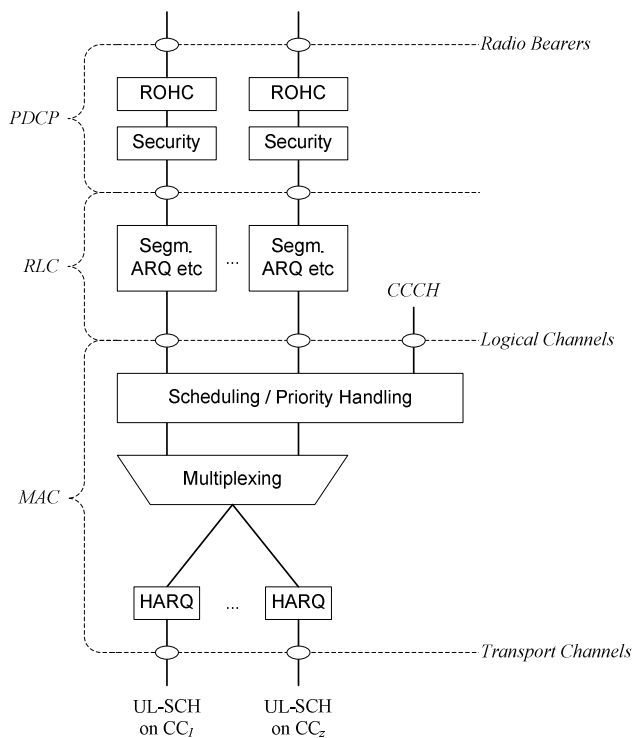 Radio Bearers
ROHC ROHC
PDCP
Security Security
Segm. ARQ etc ... Segm. ARQ etc
RLC
CCCH
Logical Channels
Scheduling / Priority Handling
Multiplexing
MAC
HARQ ... HARQ
Transport Channels
UL-SCH on CC1 UL-SCH on CCz